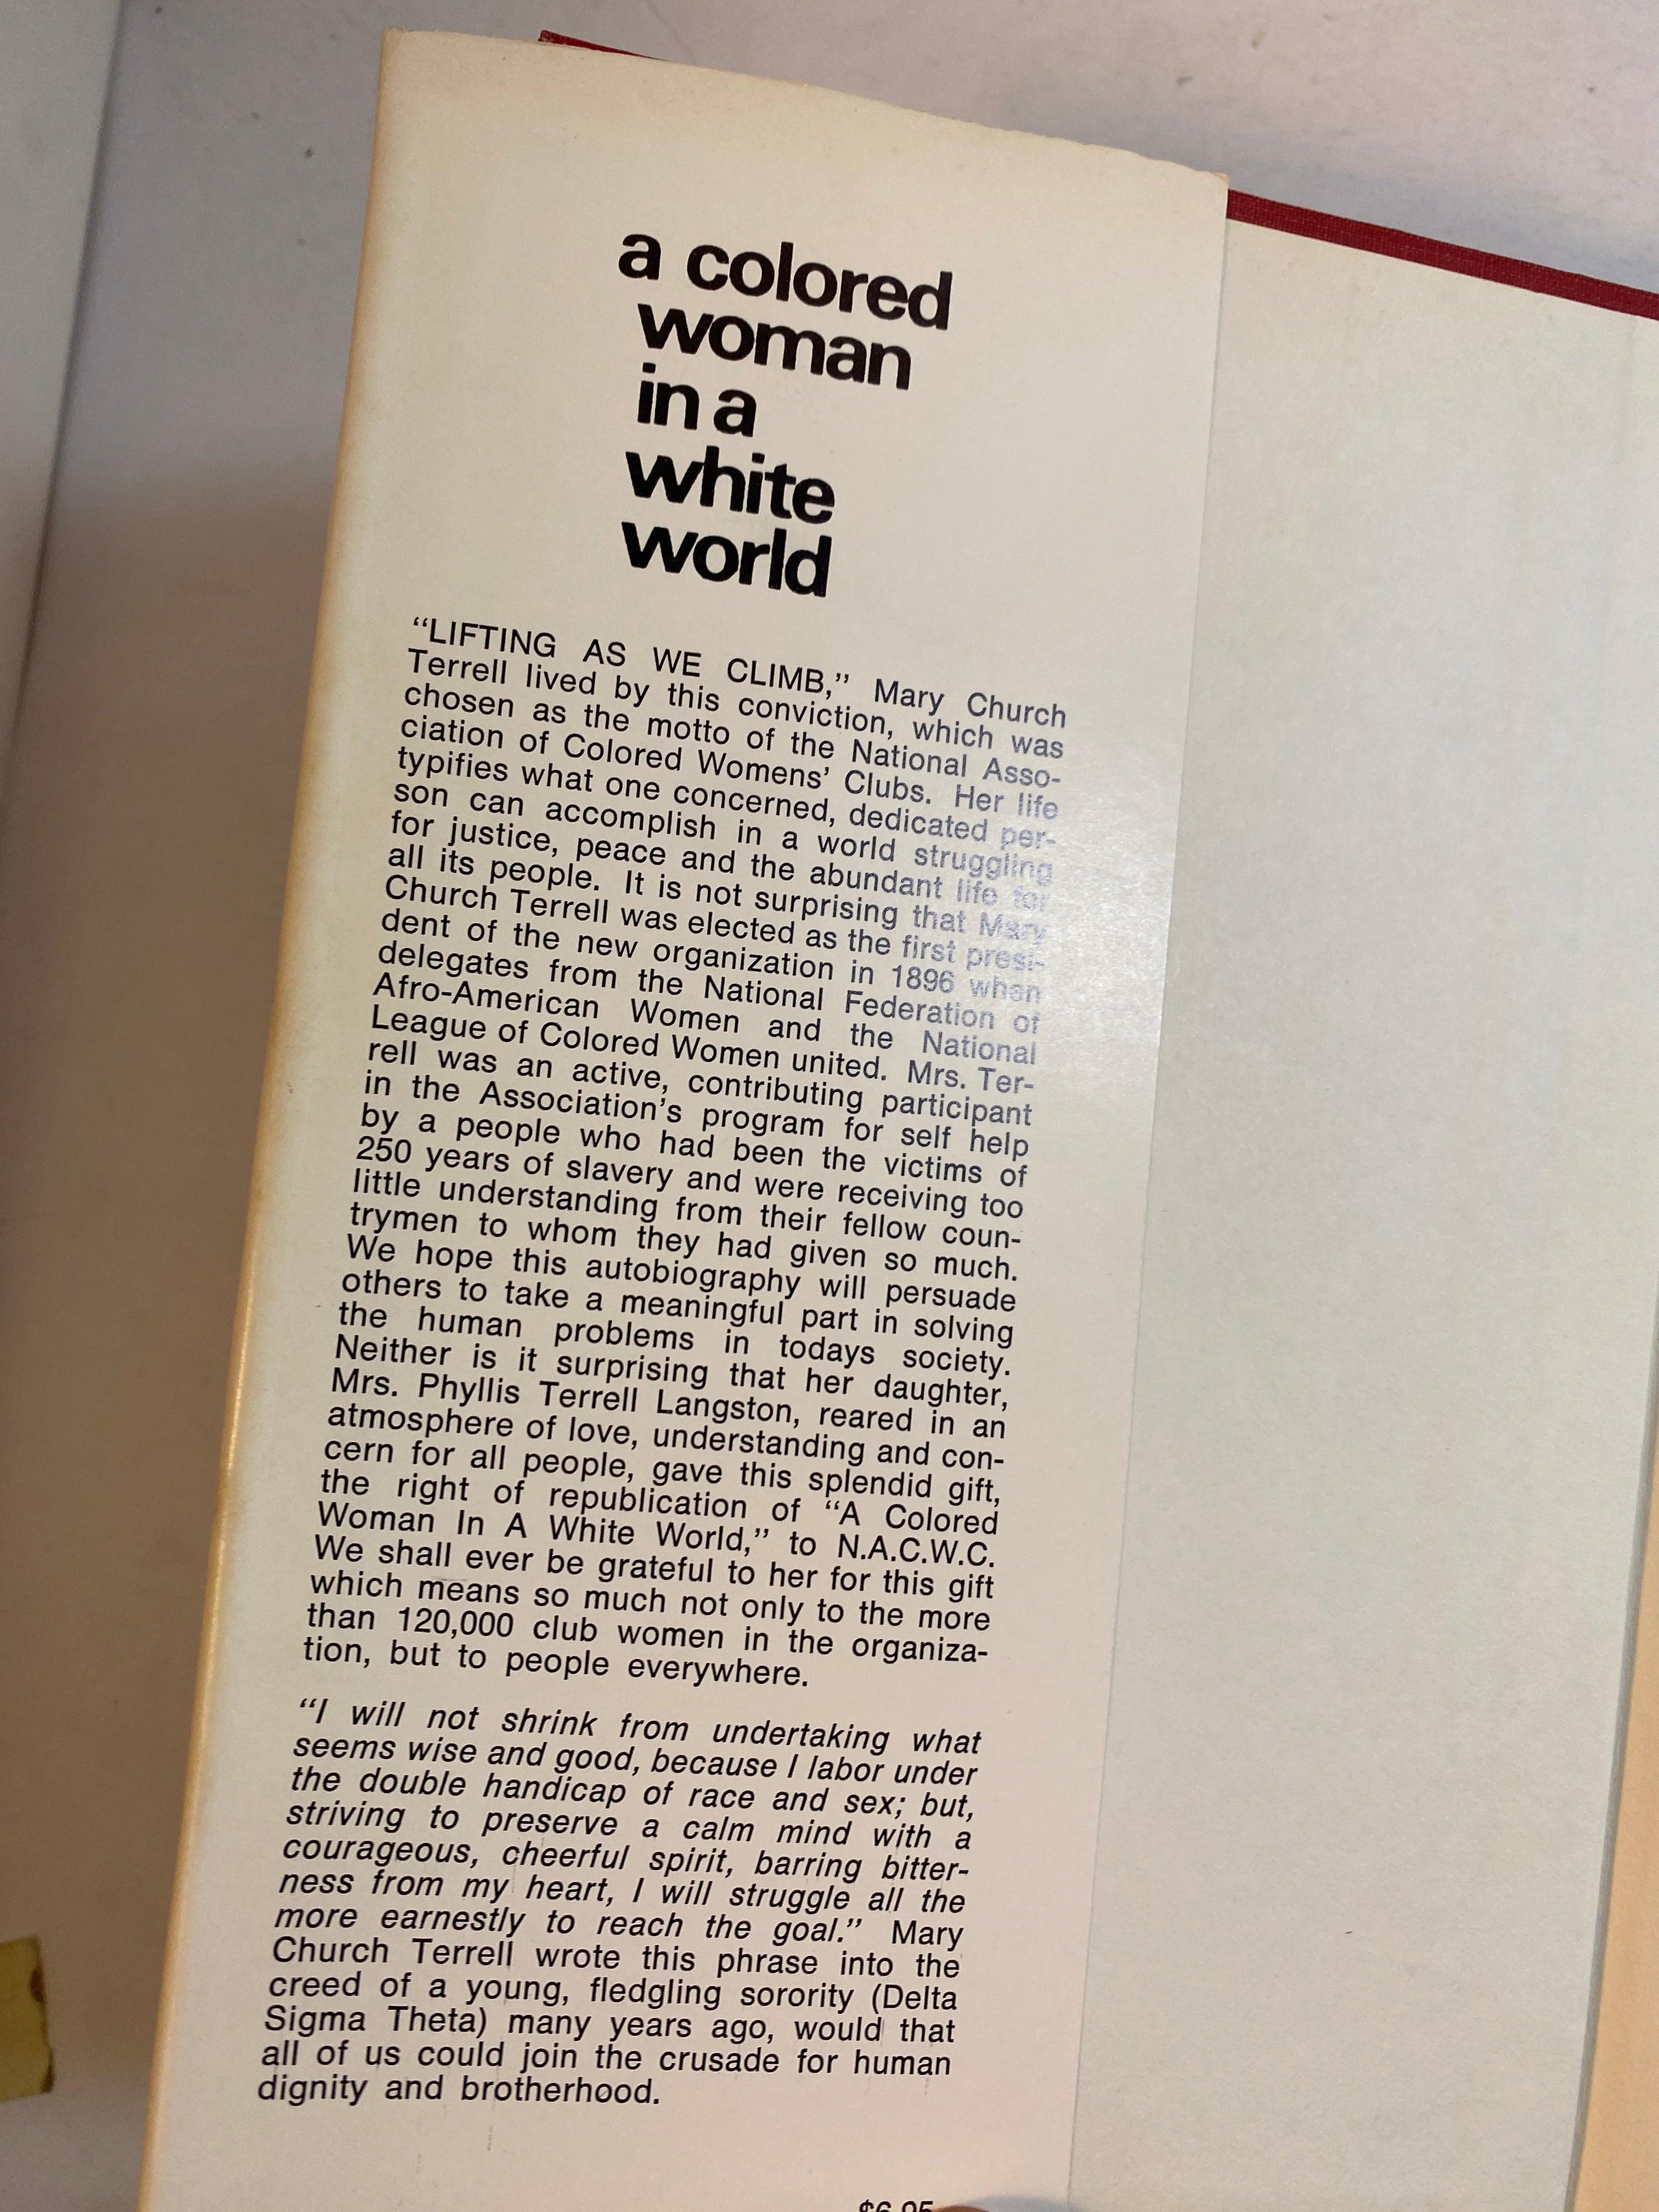 a colored
woman
in a
white
world
“LIFTING AS WE CLIMB,” Mary Church
Terrell lived by this conviction, which was
chosen as the motto of the National Asso-
ciation of Colored Womens’ Clubs. Her life
typifies what one concerned, dedicated per-
son can accomplish in a world struggling
for justice, peace and the abundant life for
all its people. It is not surprising that Mary
Church Terrell was elected as the first presi-
dent of the new organization in 1896 when
delegates from the National Federation of
Afro-American Women and the National
League of Colored Women united. Mrs. Ter-
rell was an active, contributing participant
in the Association’s program for self help
by a people who had been the victims of
250 years of slavery and were receiving too
little understanding from their fellow coun-
trymen to whom they had given so much.
We hope this autobiography will persuade
others to take a meaningful part in solving
the human problems in todays society.
Neither is it surprising that her daughter,
Mrs. Phyllis Terrell Langston, reared in an
atmosphere of love, understanding and con-
cern for all people, gave this splendid gift,
the right of republication of “A Colored
Woman In A White World,” to N.A.C.W.C.
We shall ever be grateful to her for this gift
which means so much not only to the more
than 120,000 club women in the organiza-
tion, but to people everywhere.
“I will not shrink from undertaking what
seems wise and good, because I labor under
the double handicap of race and sex; but,
striving to preserve a calm mind with a
courageous, cheerful spirit, barring bitter-
ness from my heart, I will struggle all the
more earnestly to reach the goal.” Mary
Church Terrell wrote this phrase into the
creed of a young, fledgling sorority (Delta
Sigma Theta) many years ago, would that
all of us could join the crusade for human
dignity and brotherhood.
$6.95